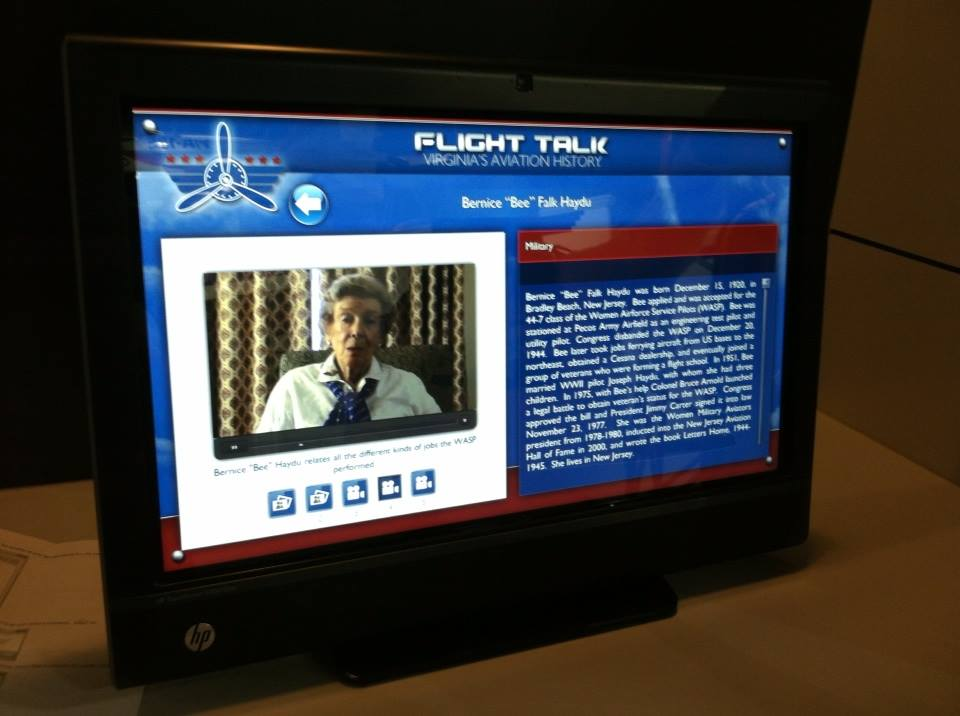 FLIGHT TALK
VIRGINIA'S AVIATION HISTORY
Bernice "Bee" Falk Haydu
Military
Bernice "Bee" Falk Haydu was born December 15, 1920, in
Bradley Beach, New Jersey. Bee applied and was accepted for the
44-7 class of the Women Airforce Service Pilots (WASP). Bee was
stationed at Pecos Army Airfield as an engineering test pilot and
utility pilot. Congress disbanded the WASP on December 20,
1944. Bee later took jobs ferrying aircraft from US bases to the
northeast, obtained a Cessna dealership, and eventually joined a
group of veterans who were forming a flight school. In 1951, Bee
married WWII pilot Joseph Haydu, with whom she had three
children. In 1975, with Bee's help Colonel Bruce Arnold launched
a legal battle to obtain veteran's status for the WASP. Congress
approved the bill and President Jimmy Carter signed it into law
November 23, 1977. She was the Women Military Aviators
president from 1978-1980, inducted into the New Jersey Aviation
Hall of Fame in 2000, and wrote the book Letters Home, 1944-
1945. She lives in New Jersey.
Bernice "Bee" Haydu relates all the different kinds of jobs the WASP
performed.
hp